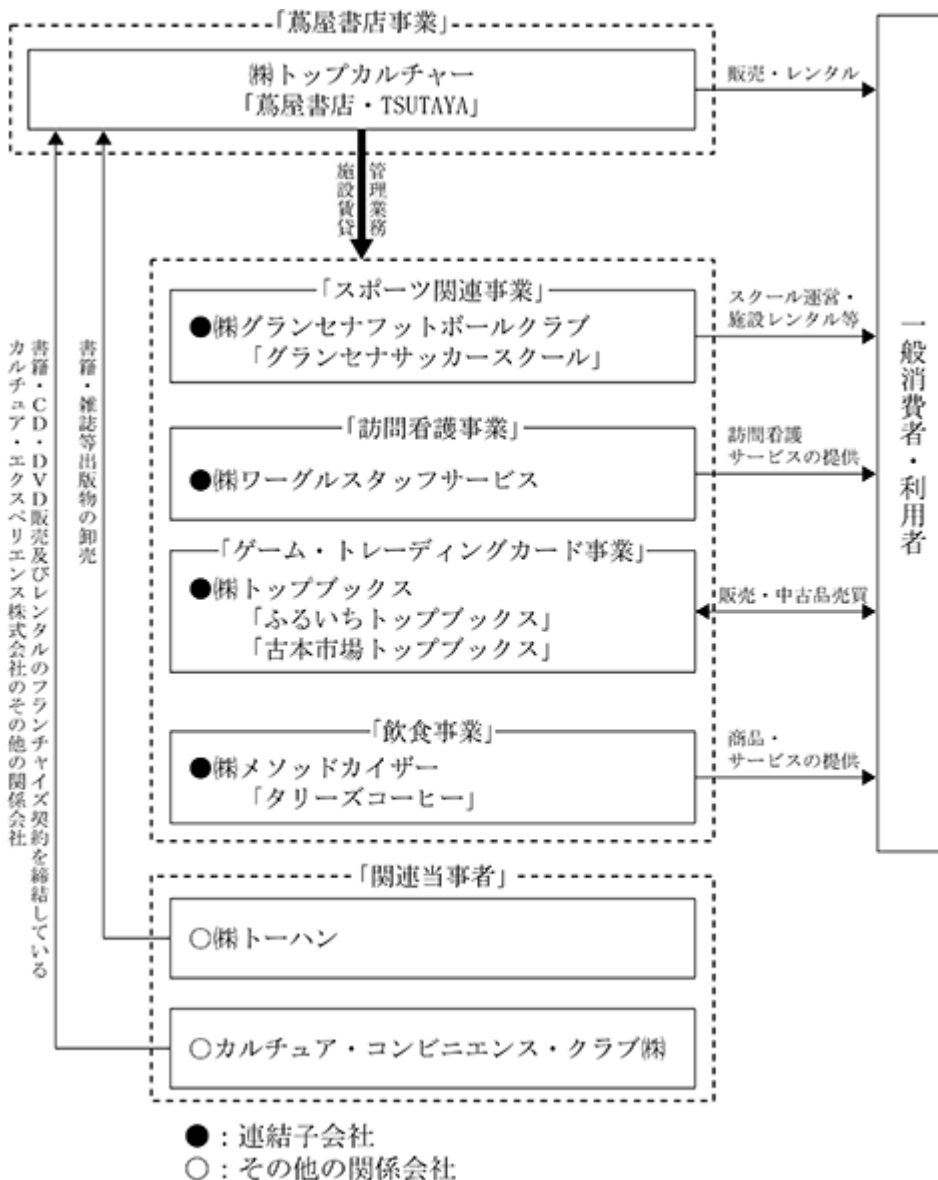 「蔦屋書店事業」
㈱トップカルチャー
「蔦屋書店・TSUTAYA」
販売・レンタル
管理業務
施設賃貸
「スポーツ関連事業」
●㈱グランセナフットボールクラブ
「グランセナサッカースクール」
スクール運営・
施設レンタル等
「訪問看護事業」
●㈱ワーグルスタッフサービス
訪問看護
サービスの提供
「ゲーム・トレーディングカード事業」
●㈱トップブックス
「ふるいちトップブックス」
「古本市場トップブックス」
販売・中古品売買
「飲食事業」
●㈱メソッドカイザー
「タリーズコーヒー」
商品・
サービスの提供
一般消費者・利用者
書籍・雑誌等出版物の卸売
書籍・CD・DVD販売及びレンタルのフランチャイズ契約を締結している
カルチュア・エクスペリエンス株式会社のその他の関係会社
「関連当事者」
○㈱トーハン
○カルチュア・コンビニエンス・クラブ㈱
●：連結子会社
○：その他の関係会社